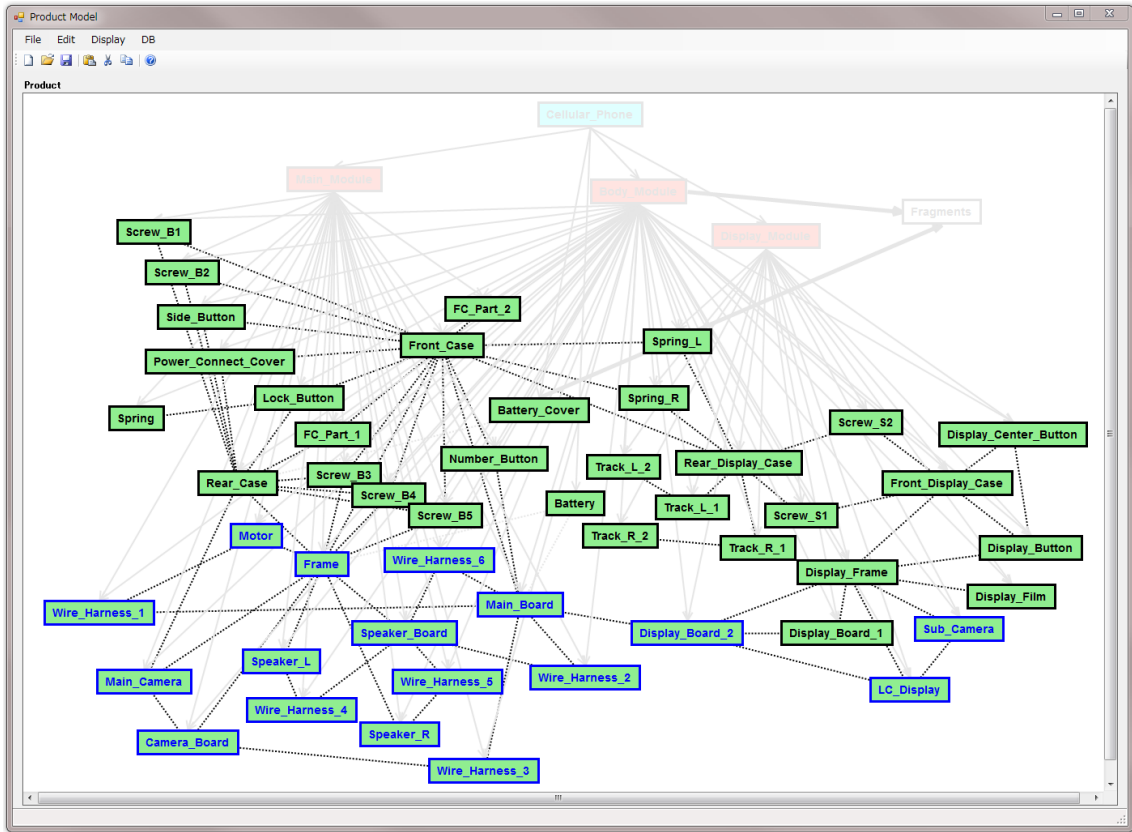 Product Model
File Edit Display DB
Product
Cellular_Phone
Main_Module
Body_Module
Fragments
Display_Module
Screw_B1
Screw_B2
Side_Button
FC_Part_2
Front_Case
Spring_L
Power_Connect_Cover
Lock_Button
Spring_R
Spring
Battery_Cover
Screw_S2
FC_Part_1
Display_Center_Button
Number_Button
Track_L_2
Rear_Display_Case
Screw_B3
Rear_Case
Front_Display_Case
Screw_B4
Battery
Track_L_1
Screw_B5
Screw_S1
Motor
Track_R_2
Track_R_1
Display_Button
Frame
Wire_Harness_6
Display_Frame
Display_Film
Wire_Harness_1
Main_Board
Speaker_Board
Display_Board_2
Display_Board_1
Sub_Camera
Speaker_L
Main_Camera
Wire_Harness_5
Wire_Harness_2
LC_Display
Wire_Harness_4
Speaker_R
Camera_Board
Wire_Harness_3